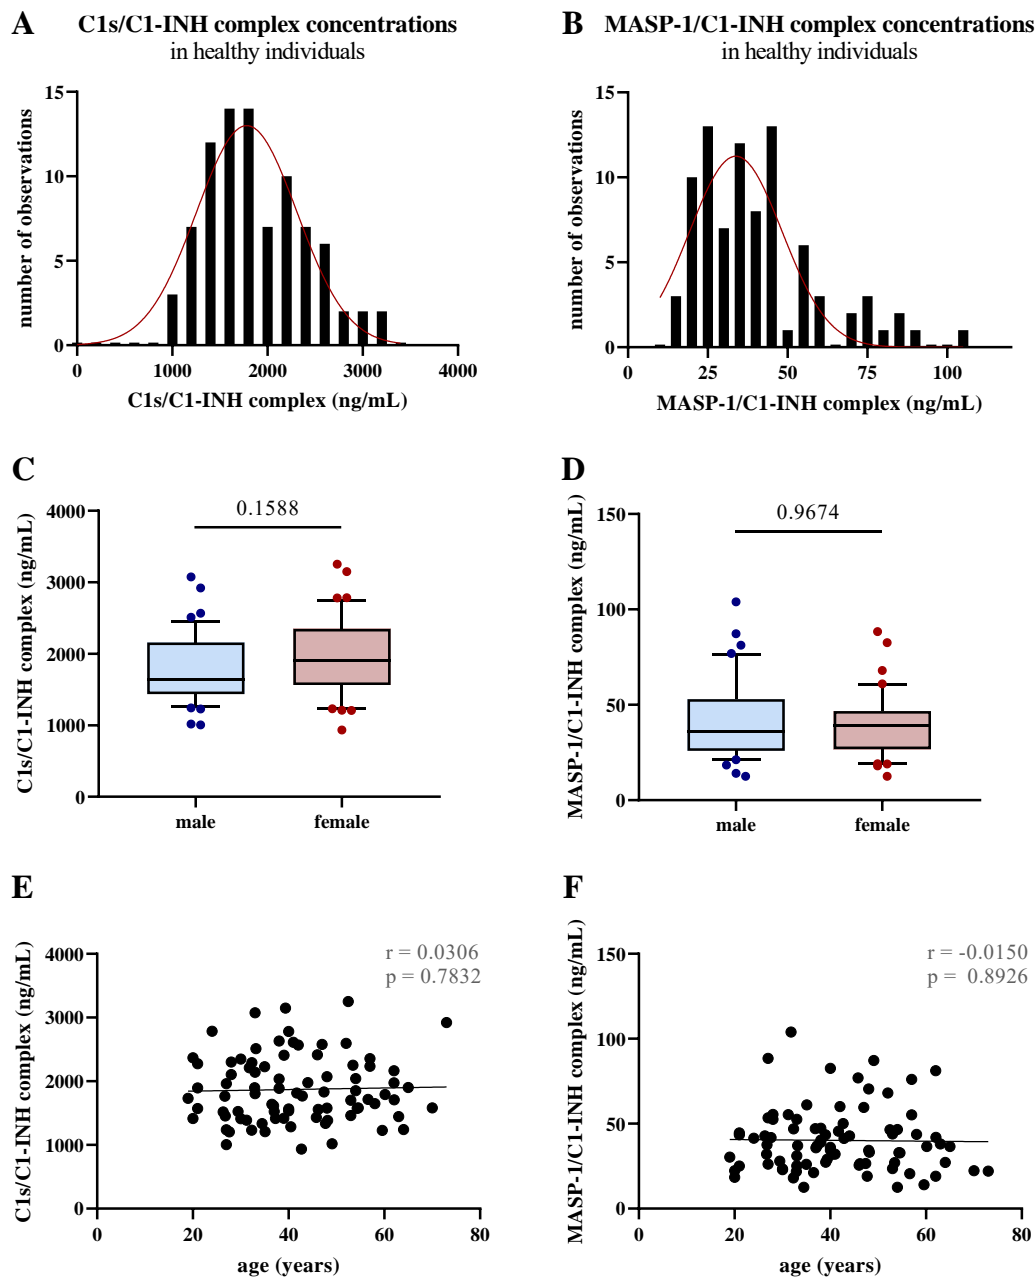 A
C1s/C1-INH complex concentrations
in healthy individuals
number of observations
15
10
5
0
0 1000 2000 3000 4000
C1s/C1-INH complex (ng/mL)
B
MASP-1/C1-INH complex concentrations
in healthy individuals
number of observations
15
10
5
0
0 25 50 75 100
MASP-1/C1-INH complex (ng/mL)
C
C1s/C1-INH complex (ng/mL)
4000
3000
2000
1000
0
0.1588
male female
D
MASP-1/C1-INH complex (ng/mL)
150
100
50
0
0.9674
male female
E
C1s/C1-INH complex (ng/mL)
4000
3000
2000
1000
0
r = 0.0306
p = 0.7832
0 20 40 60 80
age (years)
F
MASP-1/C1-INH complex (ng/mL)
150
100
50
0
r = -0.0150
p = 0.8926
0 20 40 60 80
age (years)